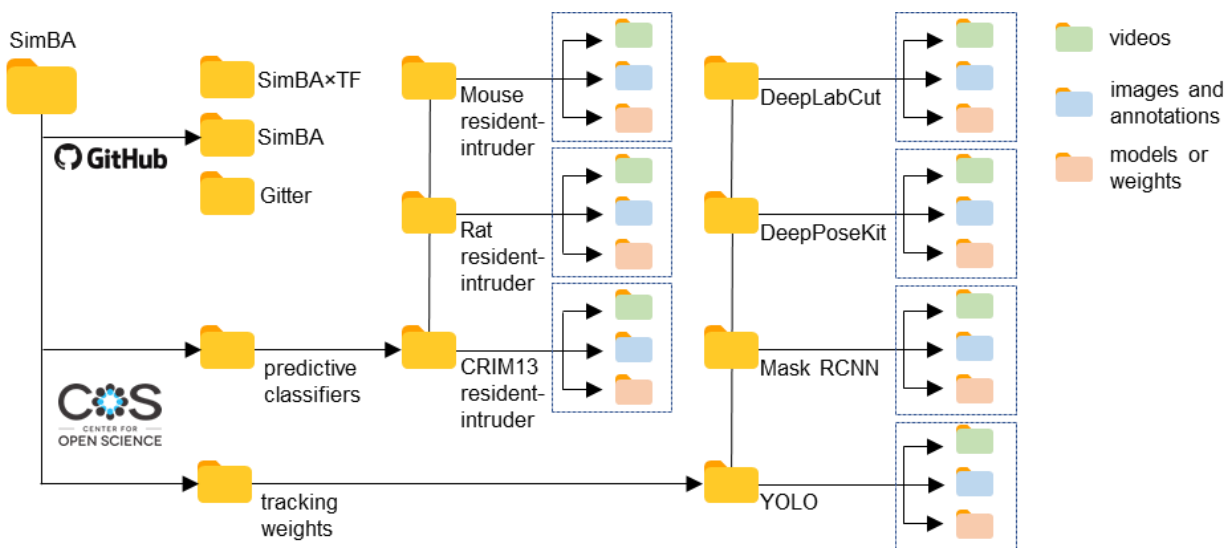 SimBA
GitHub
SimBA×TF
SimBA
Gitter
Mouse
resident-
intruder
Rat
resident-
intruder
predictive
classifiers
CRIM13
resident-
intruder
COS
CENTER FOR
OPEN SCIENCE
tracking
weights
DeepLabCut
DeepPoseKit
Mask RCNN
YOLO
videos
images and
annotations
models or
weights